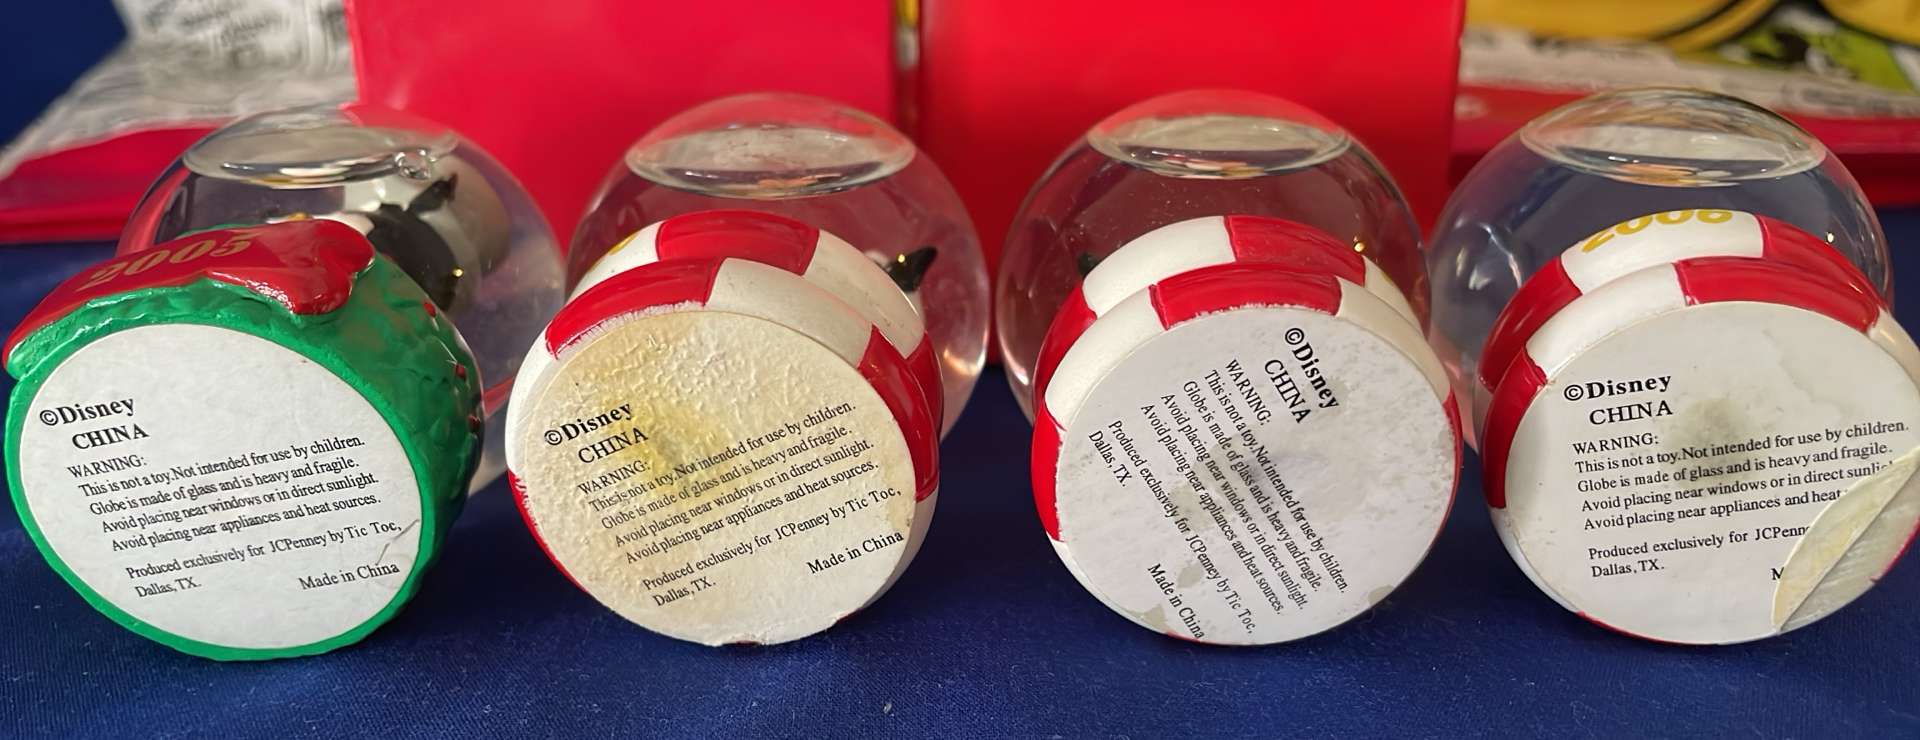 2005
©Disney
CHINA
WARNING:
This is not a toy.Not intended for use by children.
Globe is made of glass and is heavy and fragile.
Avoid placing near windows or in direct sunlight.
Avoid placing near appliances and heat sources.
Produced exclusively for JCPenney by Tic Toc,
Dallas,TX.
Made in China
©Disney
CHINA
WARNING:
This is not a toy.Not intended for use by children.
Globe is made of glass and is heavy and fragile.
Avoid placing near windows or in direct sunlight.
Avoid placing near appliances and heat sources.
Produced exclusively for JCPenney by Tic Toc,
Dallas,TX.
Made in China
©Disney
CHINA
WARNING:
This is not a toy.Not intended for use by children.
Globe is made of glass and is heavy and fragile.
Avoid placing near windows or in direct sunlight.
Avoid placing near appliances and heat sources.
Produced exclusively for JCPenney by Tic Toc,
Dallas,TX.
Made in China
2006
©Disney
CHINA
WARNING:
This is not a toy.Not intended for use by children.
Globe is made of glass and is heavy and fragile.
Avoid placing near windows or in direct sunli
Avoid placing near appliances and heat
Produced exclusively for JCPenn
Dallas,TX.
M